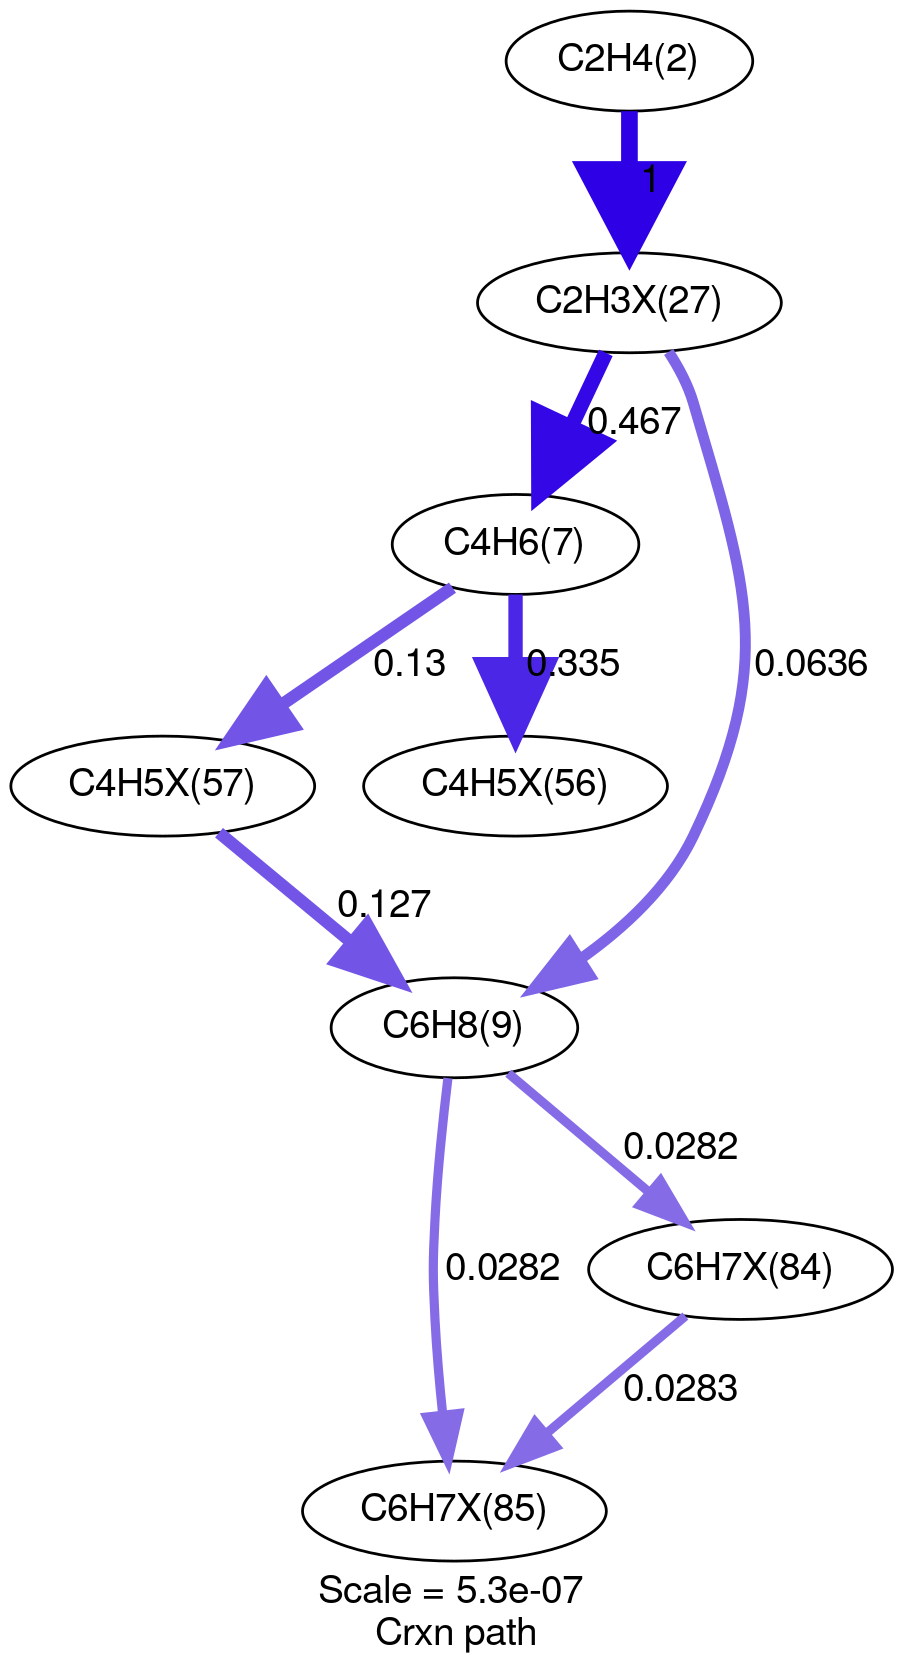 C2H4(2)
1
C2H3X(27)
0.467
C4H6(7)
0.13
0.335
0.0636
C4H5X(57)
C4H5X(56)
0.127
C6H8(9)
0.0282
0.0282
C6H7X(84)
0.0283
C6H7X(85)
Scale = 5.3e-07
Crxn path